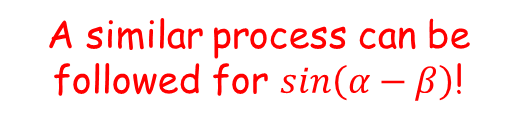 A similar process can be
followed for sin(α − β)!